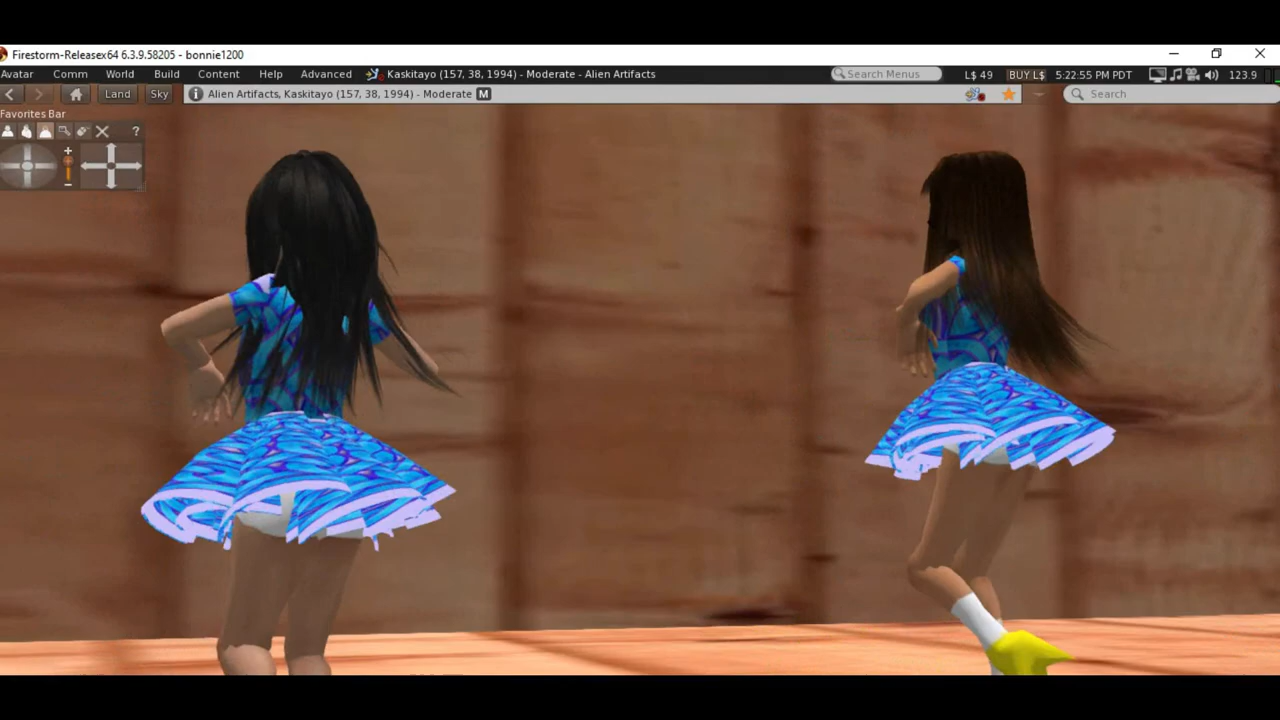 Firestorm-Releasex64 6.3.9.58205 - bonnie1200
Avatar Comm World Build Content Help Advanced Kaskitayo (157, 38, 1994) - Moderate - Alien Artifacts Search Menus L$ 49 BUY L$ 5:22:55 PM PDT 123.9
Land Sky Alien Artifacts, Kaskitayo (157, 38, 1994) - Moderate M Search
Favorites Bar
?